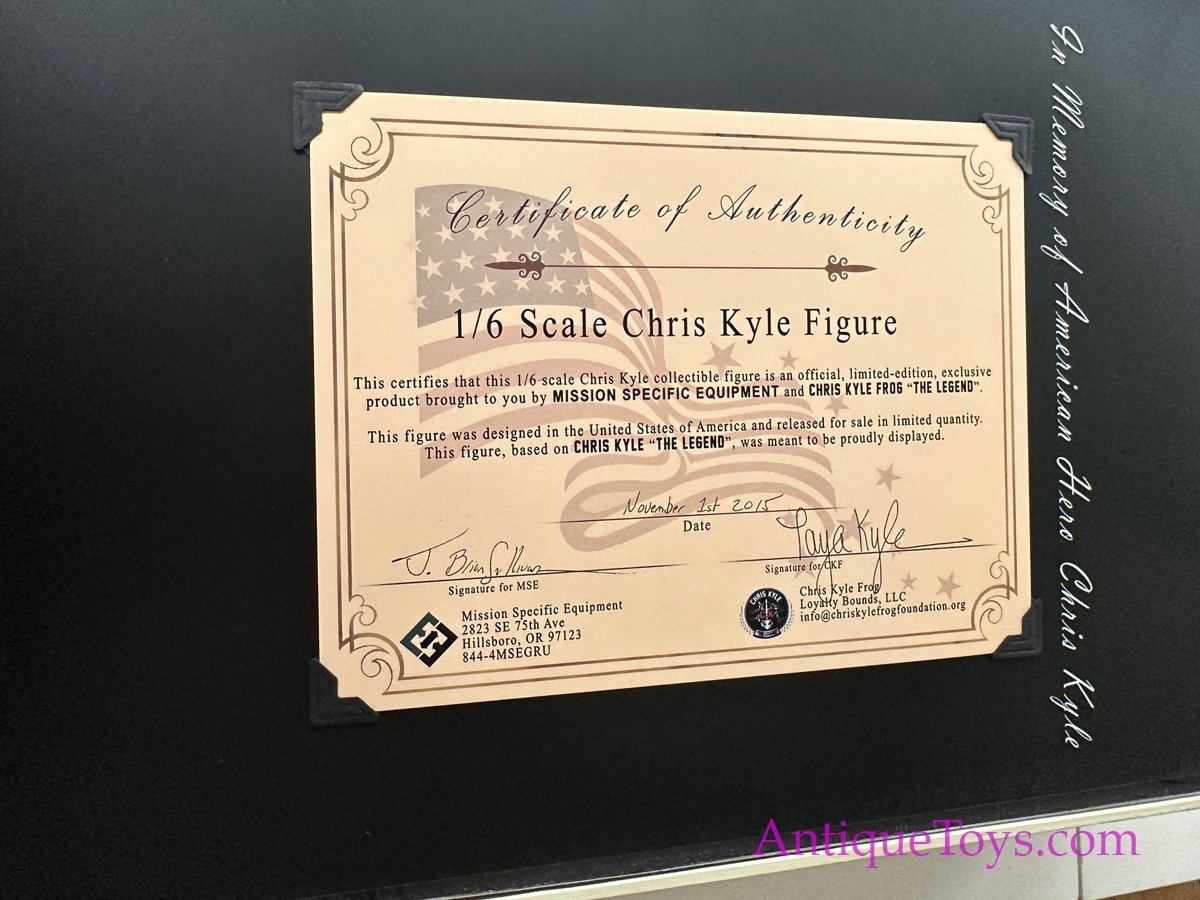 Certificate of Authenticity
1/6 Scale Chris Kyle Figure
This certifies that this 1/6 scale Chris Kyle collectible figure is an official, limited-edition, exclusive
product brought to you by MISSION SPECIFIC EQUIPMENT and CHRIS KYLE FROG “THE LEGEND”.
This figure was designed in the United States of America and released for sale in limited quantity.
This figure, based on CHRIS KYLE “THE LEGEND”, was meant to be proudly displayed.
November 1st 2015
Date
J. Brian Sullivan
Signature for MSE
Taya Kyle
Signature for CKF
Mission Specific Equipment
2823 SE 75th Ave
Hillsboro, OR 97123
844-4MSEGRU
CHRIS KYLE
Chris Kyle Frog
Loyalty Bounds, LLC
info@chriskylefrogfoundation.org
In Memory of American Hero Chris Kyle
AntiqueToys.com